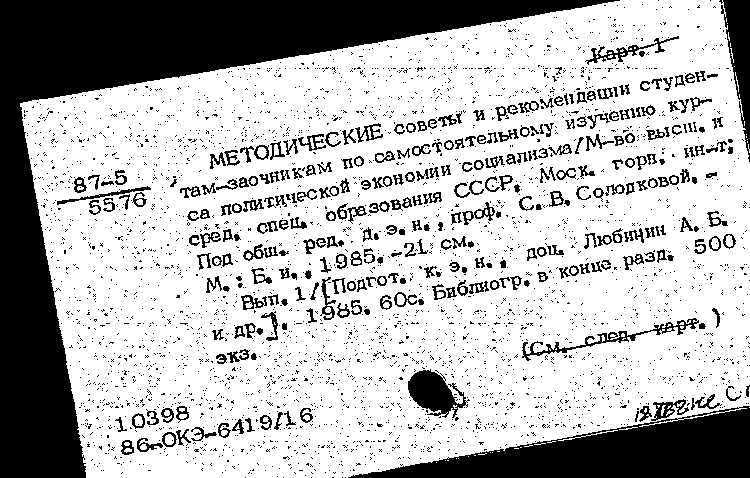 Карт. 1
МЕТОДИЧЕСКИЕ советы и рекомендации студен-
там-заочникам по самостоятельному изучению кур-
са политической экономии социализма/М-во высш. и
сред. спец. образования СССР, Моск. горн. ин-т;
Под общ. ред. д.э.н., проф. С.В.Солодковой. -
М.: Б.и., 1985. -21 см.
Вып. 1/[Подгот. к.э.н., доц. Любицин А.Б.
и др.]. 1985. 60с. Библиогр. в конце разд. 500
экз.
87-5
5576
(См. след. карт.)
10398
86-ОКЭ-6419/16